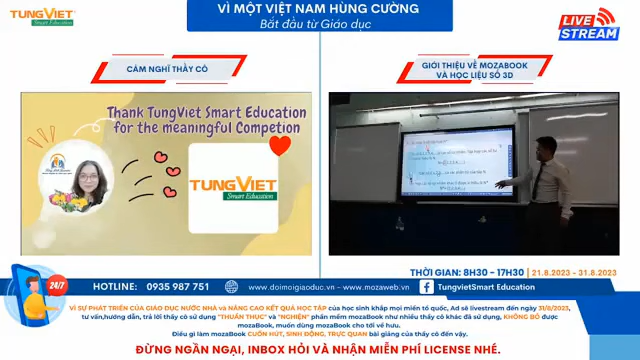 TUNGVIET
Smart Education
VÌ MỘT VIỆT NAM HÙNG CƯỜNG
Bắt đầu từ Giáo dục
LIVE
STREAM
CẢM NGHĨ THẦY CÔ
GIỚI THIỆU VỀ MOZABOOK
VÀ HỌC LIỆU SỐ 3D
Thank TungViet Smart Education
for the meaningful Competion
TUNGVIET
Smart Education
THỜI GIAN: 8H30 - 17H30 | 21.8.2023 - 31.8.2023
24/7
HOTLINE: 0935 987 751
www.doimoigiaoduc.vn - www.mozaweb.vn
TungvietSmart Education
VÌ SỰ PHÁT TRIỂN CỦA GIÁO DỤC NƯỚC NHÀ VÀ NÂNG CAO KẾT QUẢ HỌC TẬP của học sinh khắp mọi miền tổ quốc, Ad sẽ livestream đến ngày 31/8/2023,
tư vấn,hướng dẫn, trả lời thầy cô sử dụng "THUẦN THỤC" và "NGHIỆN" phần mềm mozaBook như nhiều thầy cô khác đã sử dụng, KHÔNG BỎ được
mozaBook, muốn dùng mozaBook cho tới về hưu.
Điều gì làm mozaBook CUỐN HÚT, SINH ĐỘNG, TRỰC QUAN bài giảng của thầy cô đến vậy.
ĐỪNG NGẦN NGẠI, INBOX HỎI VÀ NHẬN MIỄN PHÍ LICENSE NHÉ.